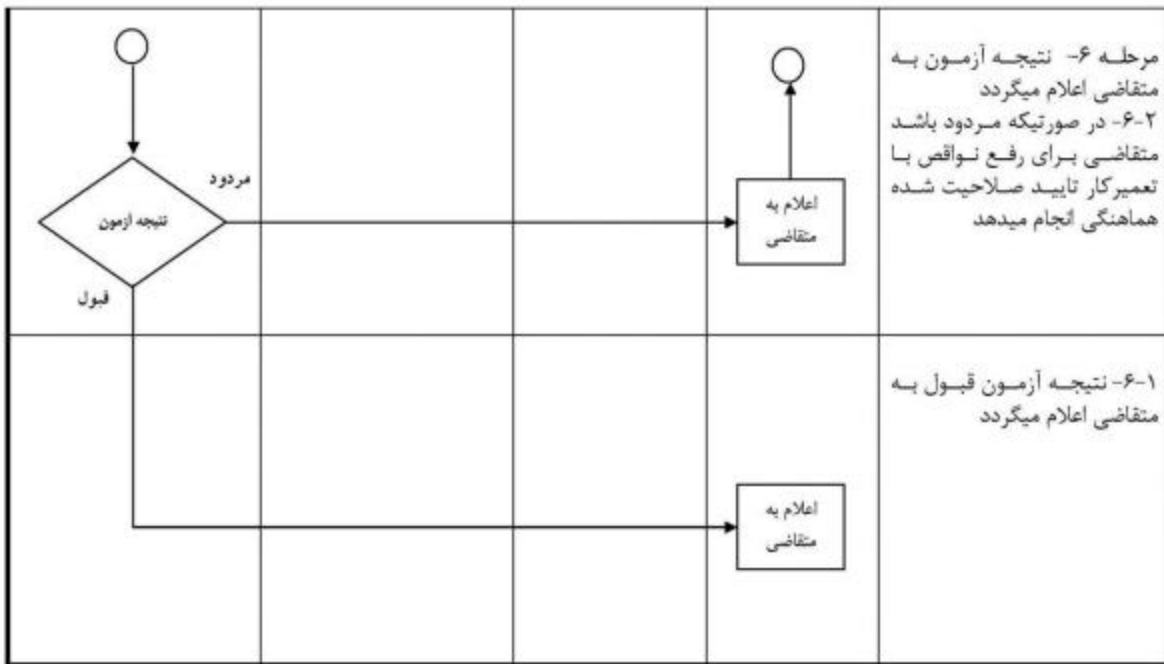 مرحله ۶- نتیجه آزمون به
متقاضی اعلام میگردد
۶-۲- در صورتیکه مردود باشد
متقاضی برای رفع نواقص با
تعمیرکار تایید صلاحیت شده
هماهنگی انجام میدهد
اعلام به
متقاضی
مردود
نتیجه آزمون
قبول
۶-۱- نتیجه آزمون قبول به
متقاضی اعلام میگردد
اعلام به
متقاضی